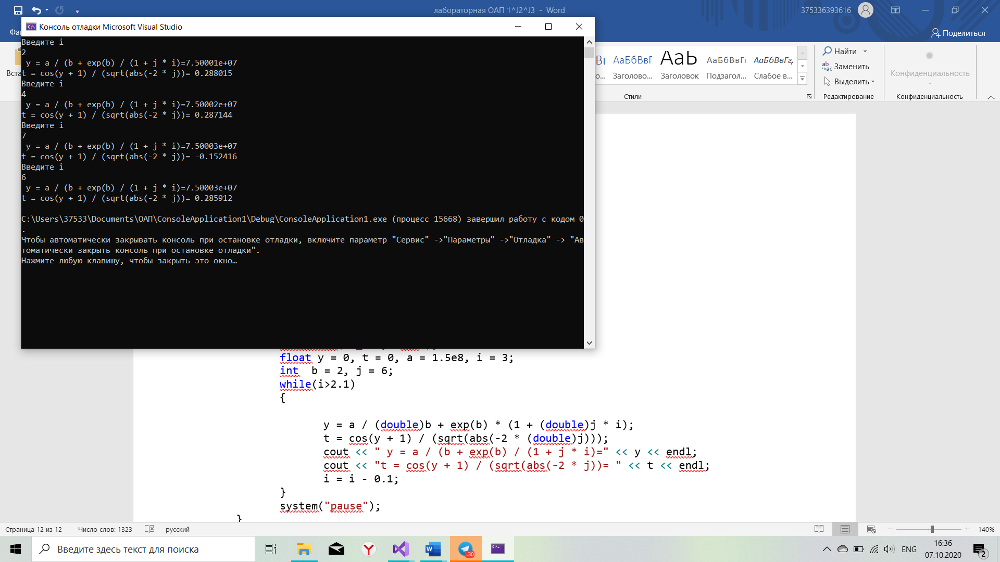 лабораторная ОАП 1^J2^J3 - Word
375336393616
Консоль отладки Microsoft Visual Studio
Поделиться
Введите i
2
y = a / (b + exp(b) / (1 + j * i)=7.50001e+07
t = cos(y + 1) / (sqrt(abs(-2 * j))= 0.288015
Введите i
4
y = a / (b + exp(b) / (1 + j * i)=7.50002e+07
t = cos(y + 1) / (sqrt(abs(-2 * j))= 0.287144
Введите i
7
y = a / (b + exp(b) / (1 + j * i)=7.50003e+07
t = cos(y + 1) / (sqrt(abs(-2 * j))= -0.152416
Введите i
6
y = a / (b + exp(b) / (1 + j * i)=7.50003e+07
t = cos(y + 1) / (sqrt(abs(-2 * j))= 0.285912
C:\Users\37533\Documents\ОАП\ConsoleApplication1\Debug\ConsoleApplication1.exe (процесс 15668) завершил работу с кодом 0
.
Чтобы автоматически закрывать консоль при остановке отладки, включите параметр "Сервис" ->"Параметры" ->"Отладка" -> "Ав
томатически закрыть консоль при остановке отладки".
Нажмите любую клавишу, чтобы закрыть это окно…
АаБбВвГ АаЬ АаБбВвГг АаБбВвГг,
о... Заголово... Заголовок Подзагол... Слабое в...
Стили
Найти
Заменить
Выделить
Редактирование
Конфиденциальность
Конфиденциальность
float y = 0, t = 0, a = 1.5e8, i = 3;
int b = 2, j = 6;
while(i>2.1)
{
y = a / (double)b + exp(b) * (1 + (double)j * i);
t = cos(y + 1) / (sqrt(abs(-2 * (double)j)));
cout << " y = a / (b + exp(b) / (1 + j * i)=" << y << endl;
cout << "t = cos(y + 1) / (sqrt(abs(-2 * j))= " << t << endl;
i = i - 0.1;
}
system("pause");
}
Страница 12 из 12 Число слов: 1323 русский
140%
Введите здесь текст для поиска
..30
ENG
16:36
07.10.2020
2